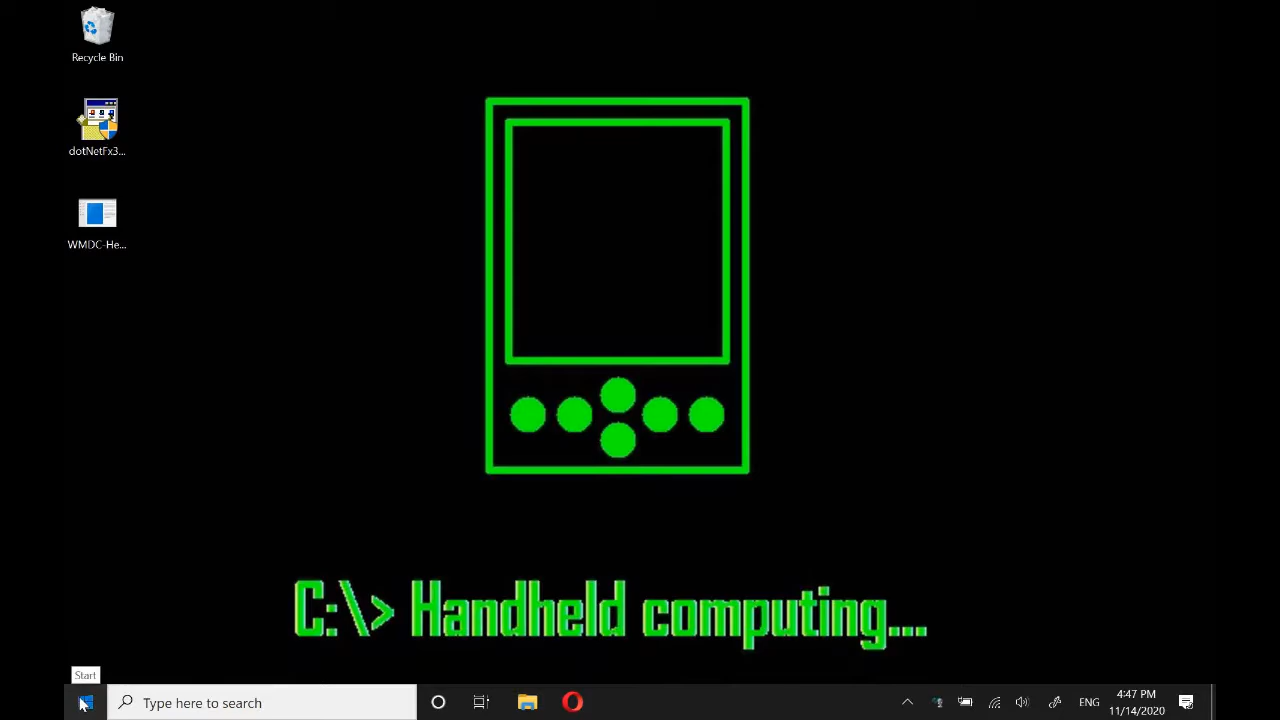 Recycle Bin
dotNetFx3...
WMDC-He...
C:\> Handheld computing...
Start
Type here to search
ENG
4:47 PM
11/14/2020